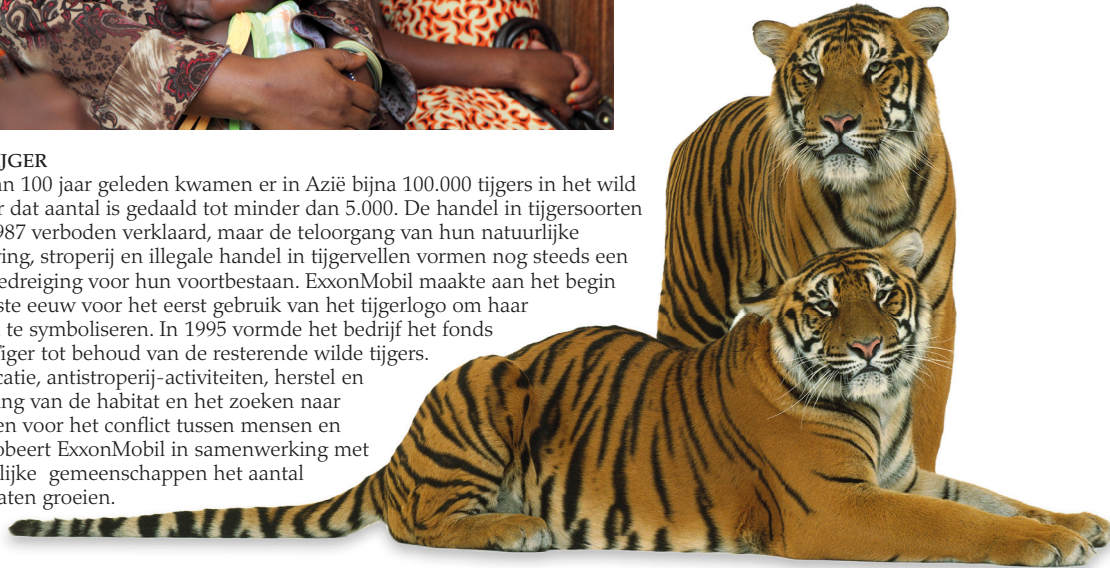 JGER
an 100 jaar geleden kwamen er in Azië bijna 100.000 tijgers in het wild
r dat aantal is gedaald tot minder dan 5.000. De handel in tijgersoorten
987 verboden verklaard, maar de teloorgang van hun natuurlijke
ing, stroperij en illegale handel in tijgervellen vormen nog steeds een
edreiging voor hun voortbestaan. ExxonMobil maakte aan het begin
ste eeuw voor het eerst gebruik van het tijgerlogo om haar
te symboliseren. In 1995 vormde het bedrijf het fonds
Tiger tot behoud van de resterende wilde tijgers.
catie, antistroperij-activiteiten, herstel en
ng van de habitat en het zoeken naar
en voor het conflict tussen mensen en
obeert ExxonMobil in samenwerking met
lijke gemeenschappen het aantal
aten groeien.